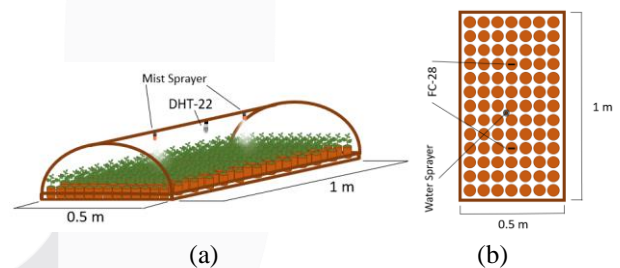 Mist Sprayer
DHT-22
0.5 m
1 m
(a)
FC-28
Water Sprayer
1 m
0.5 m
(b)